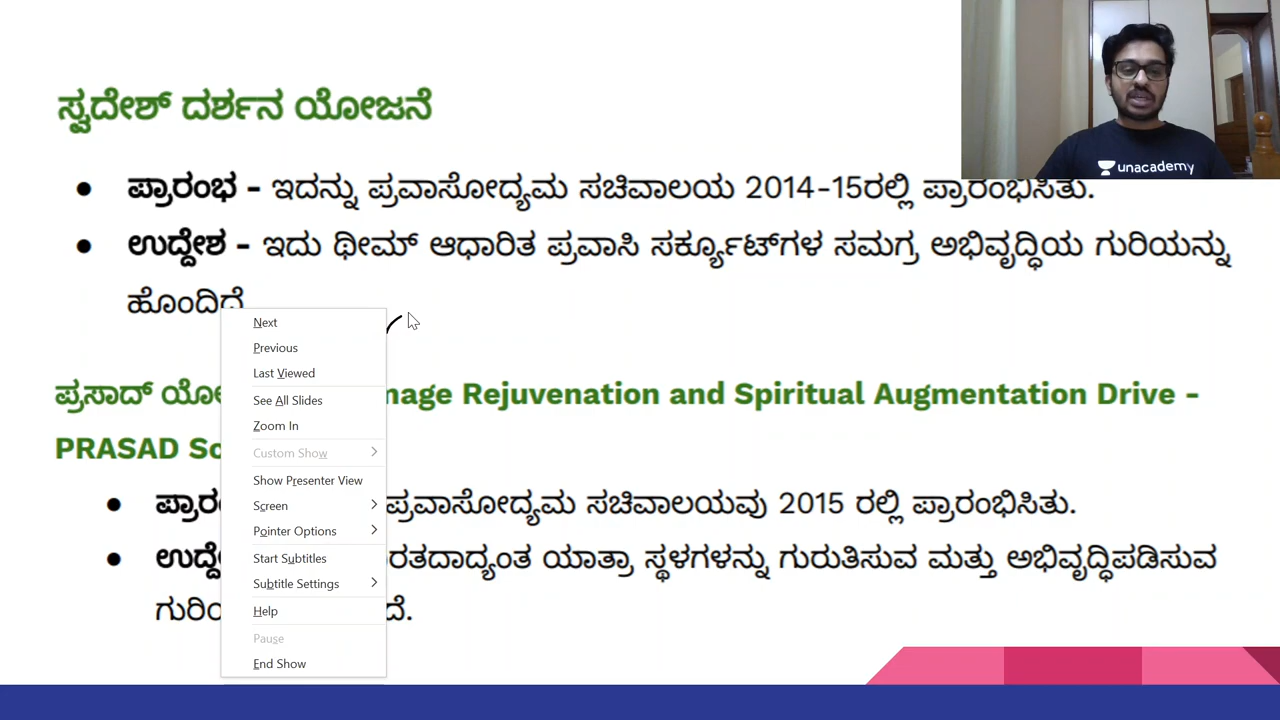 ಸ್ವದೇಶ್ ದರ್ಶನ ಯೋಜನೆ
unacademy
● ಪ್ರಾರಂಭ - ಇದನ್ನು ಪ್ರವಾಸೋದ್ಯಮ ಸಚಿವಾಲಯ 2014-15ರಲ್ಲಿ ಪ್ರಾರಂಭಿಸಿತು.
● ಉದ್ದೇಶ - ಇದು ಥೀಮ್ ಆಧಾರಿತ ಪ್ರವಾಸಿ ಸರ್ಕ್ಯೂಟ್‌ಗಳ ಸಮಗ್ರ ಅಭಿವೃದ್ಧಿಯ ಗುರಿಯನ್ನು
ಹೊಂದಿದೆ
Next
Previous
Last Viewed
See All Slides
Zoom In
Custom Show
Show Presenter View
Screen
Pointer Options
Start Subtitles
Subtitle Settings
Help
Pause
End Show
ಪ್ರಸಾದ್ Rejuvenation and Spiritual Augmentation Drive -
PRASAD
● ಪ್ರವಾಸೋದ್ಯಮ ಸಚಿವಾಲಯವು 2015 ರಲ್ಲಿ ಪ್ರಾರಂಭಿಸಿತು.
● ಯಾತ್ರಾ ಸ್ಥಳಗಳನ್ನು ಗುರುತಿಸುವ ಮತ್ತು ಅಭಿವೃದ್ಧಿಪಡಿಸುವ